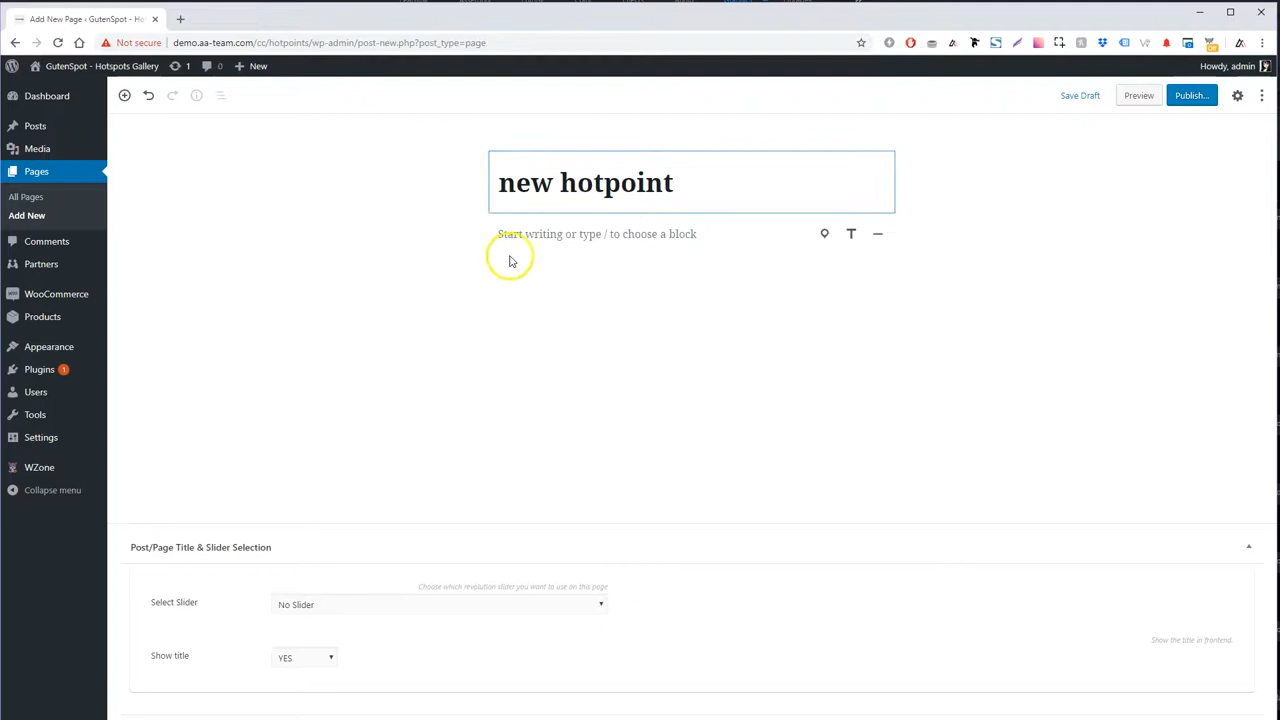 Add New Page ‹ GutenSpot - Hot
Not secure
demo.aa-team.com/cc/hotpoints/wp-admin/post-new.php?post_type=page
GutenSpot - Hotspots Gallery
1
0
New
Howdy, admin
Dashboard
Posts
Media
Pages
All Pages
Add New
Comments
Partners
WooCommerce
Products
Appearance
Plugins 1
Users
Tools
Settings
WZone
Collapse menu
Save Draft
Preview
Publish...
new hotpoint
Start writing or type / to choose a block
Post/Page Title & Slider Selection
Choose which revolution slider you want to use on this page
Select Slider
No Slider
Show the title in frontend.
Show title
YES